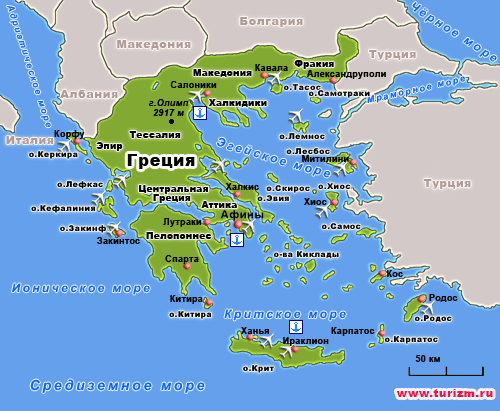 Болгария
Чёрное море
Адриатическое море
Македония
Фракия
Турция
Македония
Кавала
Александруполи
Албания
Салоники
о.Тасос
Мраморное море
г.Олимп
2917 м
Халкидики
о.Самотраки
Италия
Корфу
Фессалия
о.Лемнос
Эпир
Эгейское море
о.Керкира
Греция
о.Лесбос
Митилини
о.Лефкас
Центральная
Греция
Халкис
о.Скирос
о.Хиос
Турция
о.Эвия
Хиос
о.Кефалиния
Аттика
Афины
о.Закинф
Лутраки
о.Самос
Закинтос
Пелопоннес
о-ва Киклады
Спарта
Кос
Ионическое море
Китира
Родос
о.Китира
Критское море
о.Родос
Ханья
Карпатос
о.Карпатос
Ираклион
50 км
о.Крит
Средиземное море
www.turizm.ru